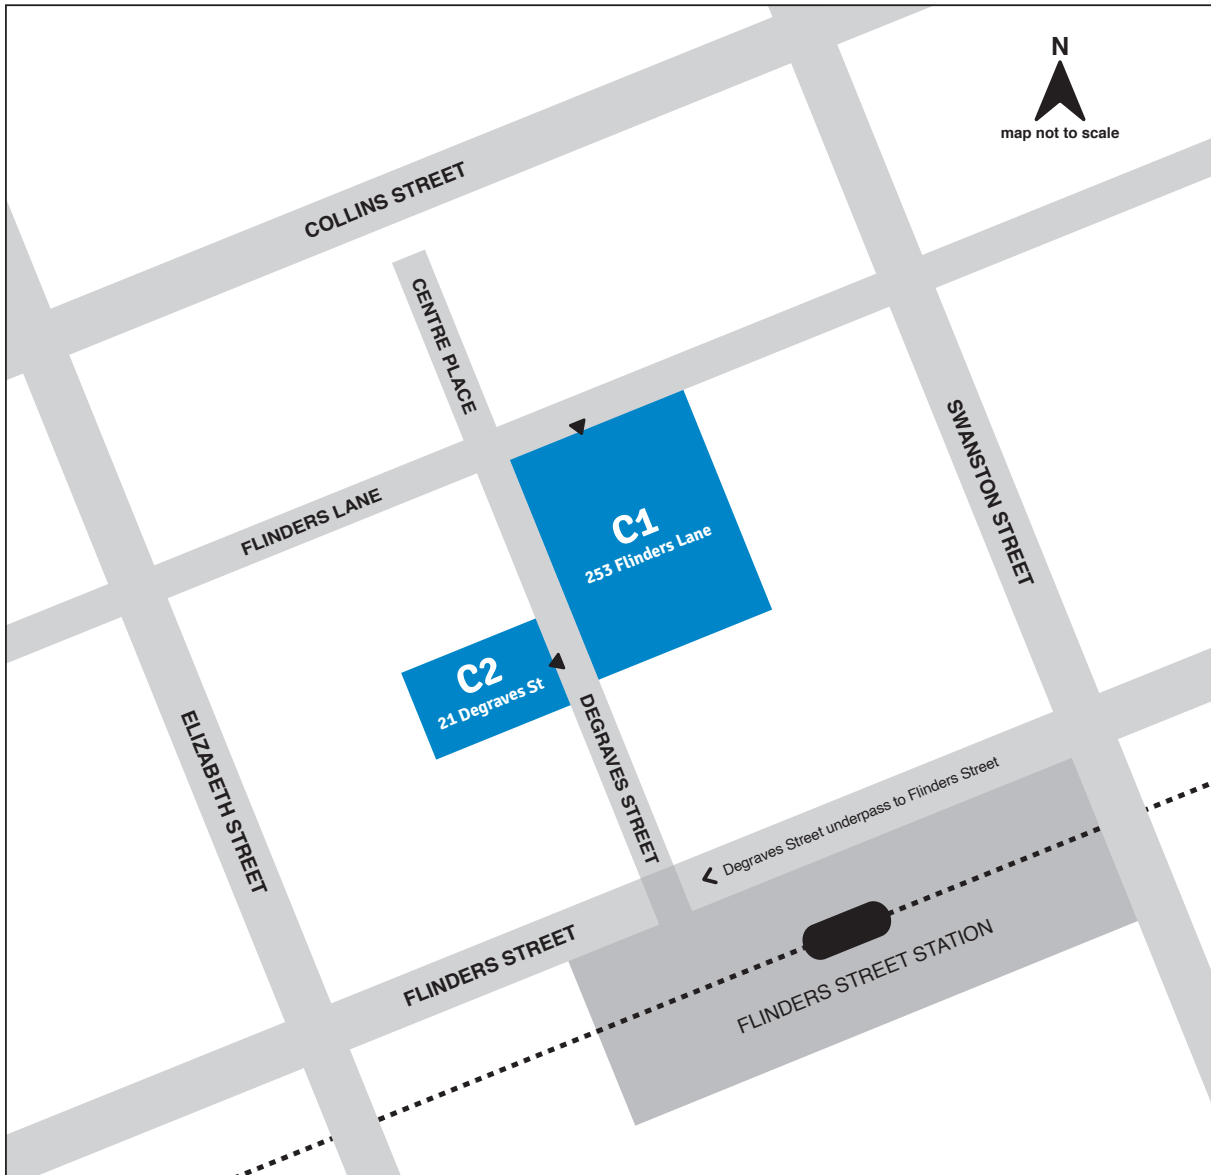 N
map not to scale
COLLINS STREET
CENTRE PLACE
SWANSTON STREET
FLINDERS LANE
C1
253 Flinders Lane
C2
21 Degraves St
DEGRAVES STREET
ELIZABETH STREET
Degraves Street underpass to Flinders Street
FLINDERS STREET
FLINDERS STREET STATION